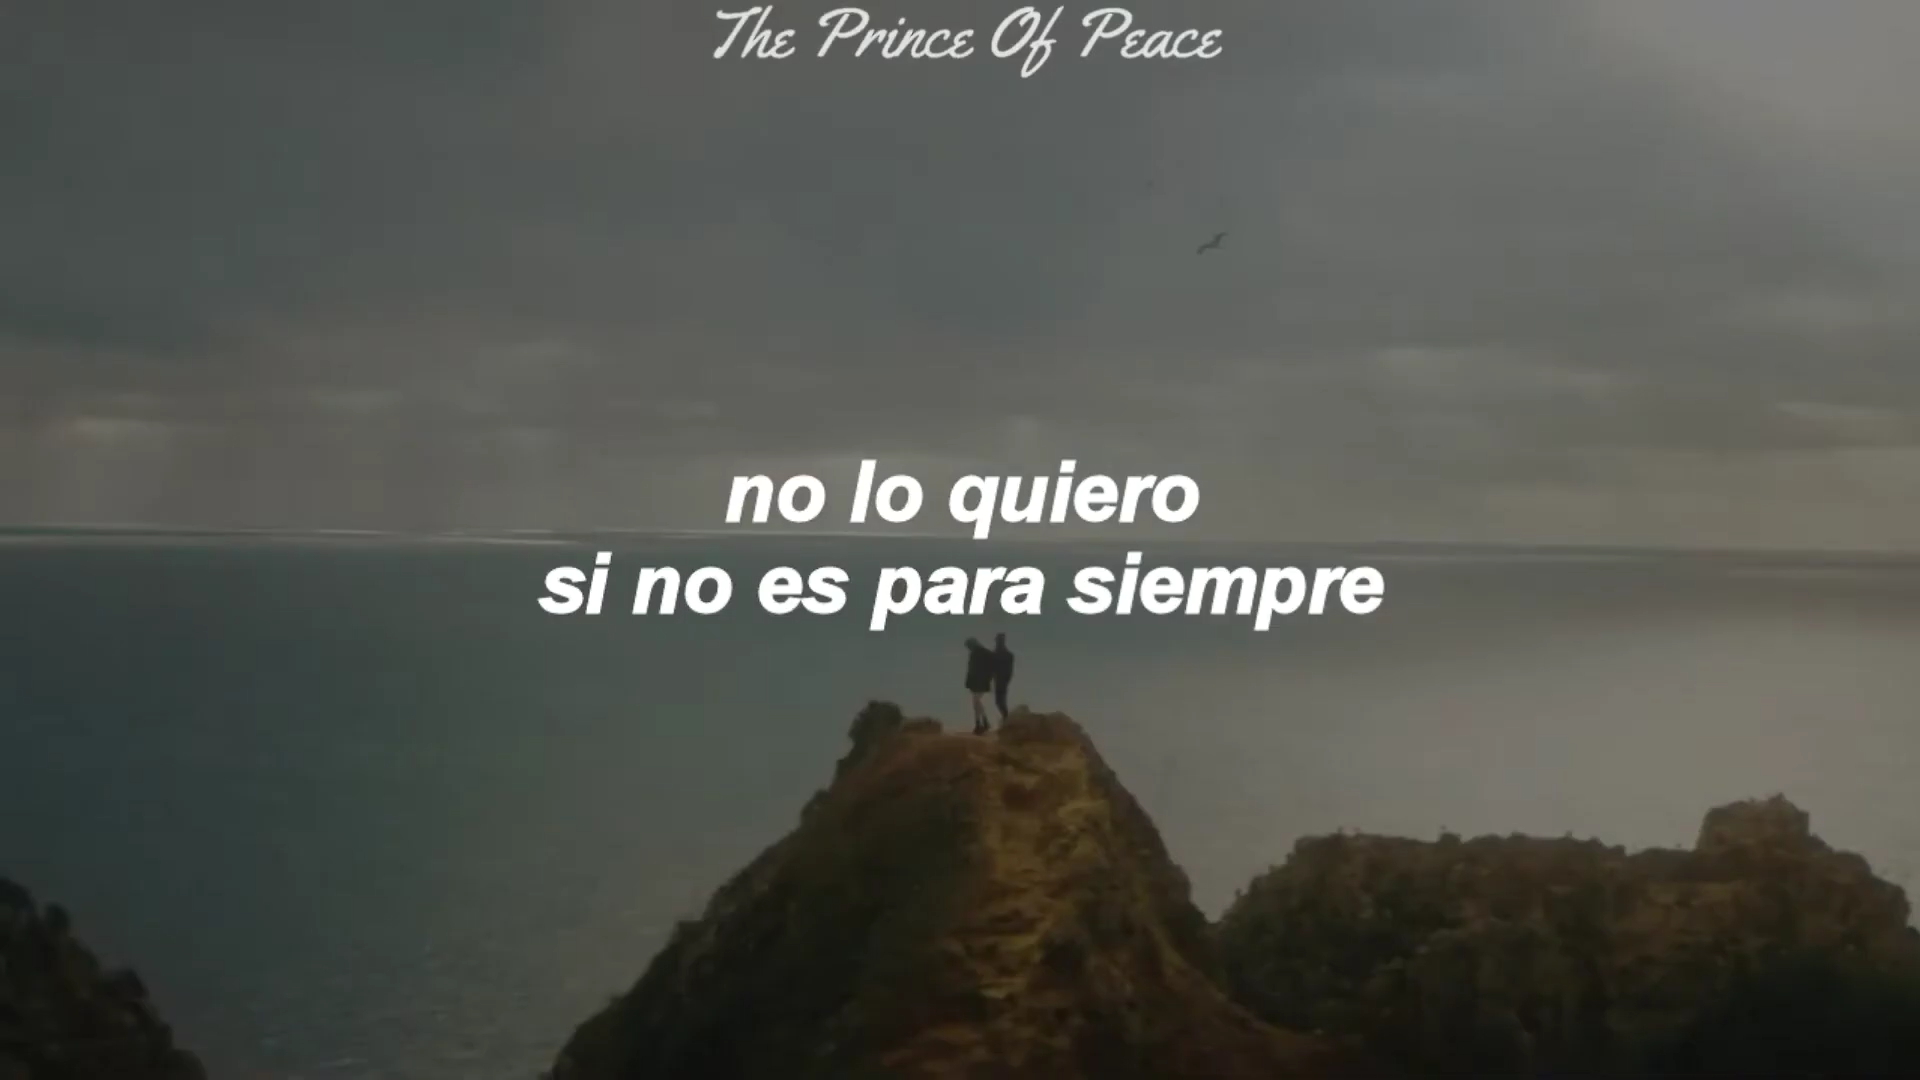 The Prince Of Peace
no lo quiero
si no es para siempre